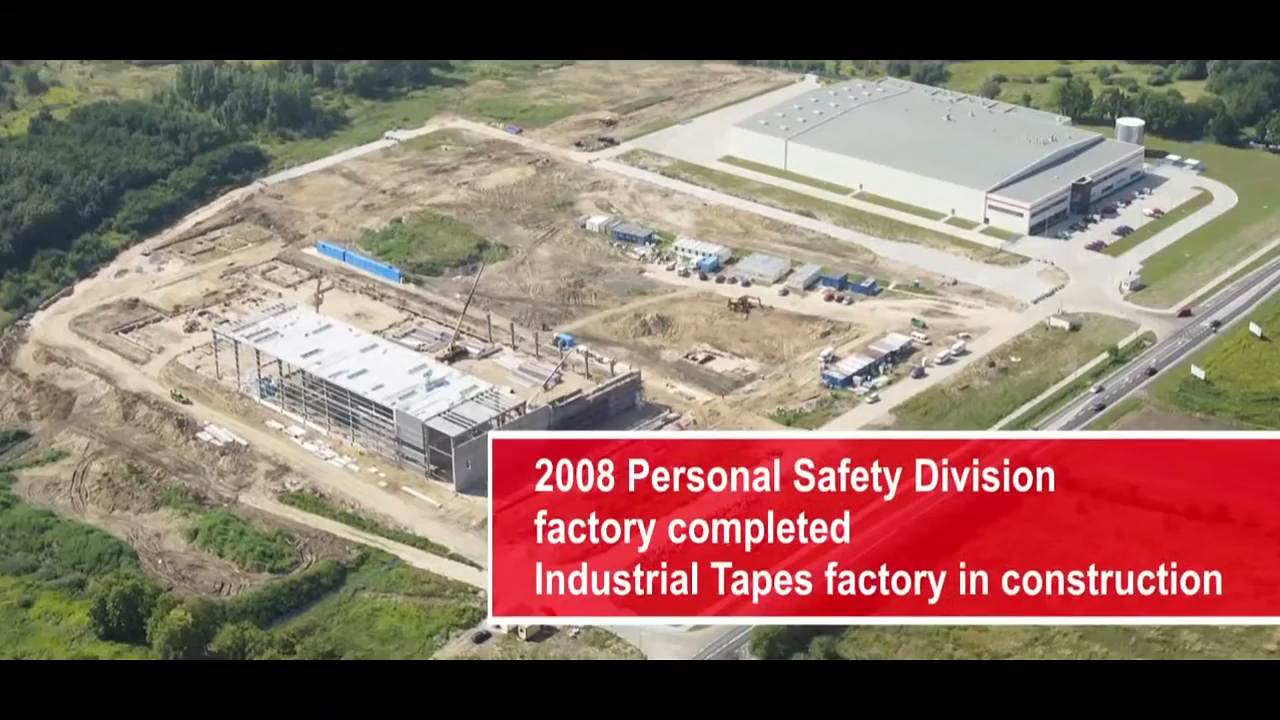 2008 Personal Safety Division
factory completed
Industrial Tapes factory in construction